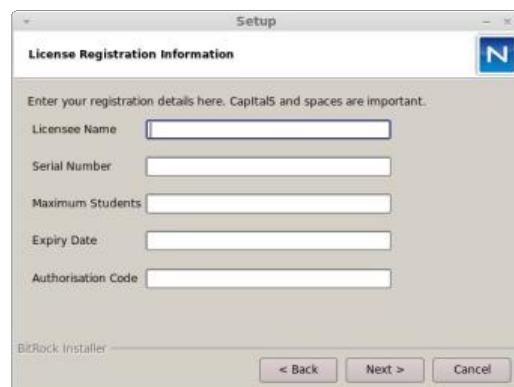 Setup
License Registration Information
N
Enter your registration details here. CapItal5 and spaces are important.
Licensee Name
Serial Number
Maximum Students
Expiry Date
Authorisation Code
BitRock Installer
< Back Next > Cancel